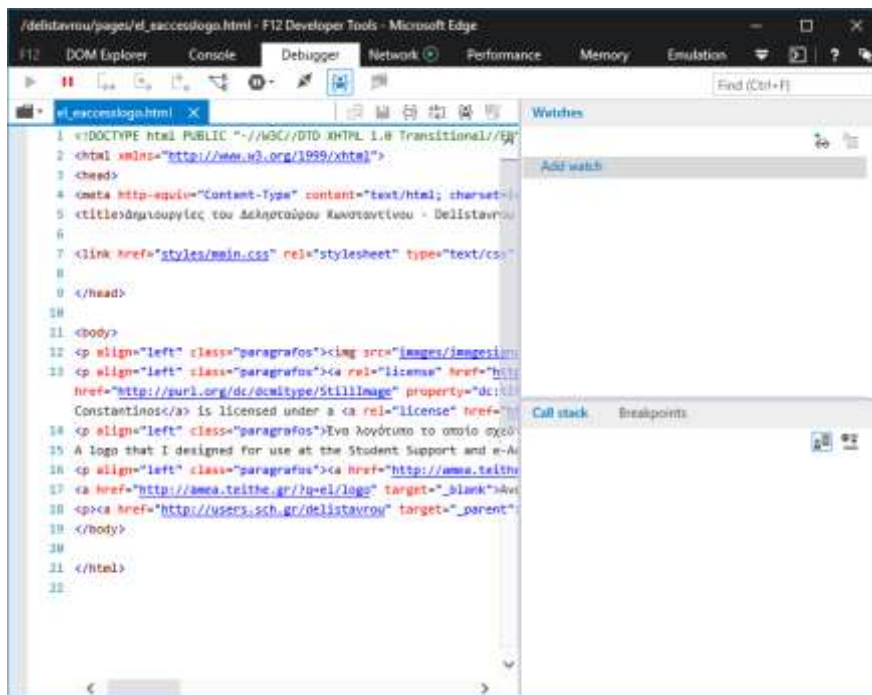 /delistavrou/pages/el_eaccesslogo.html - F12 Developer Tools - Microsoft Edge
F12 DOM Explorer Console Debugger Network Performance Memory Emulation ?
Find (Ctrl+F)
el_eaccesslogo.html
Watches
Add watch
1 <!DOCTYPE html PUBLIC "-//W3C//DTD XHTML 1.0 Transitional//EN"
2 <html xmlns="http://www.w3.org/1999/xhtml">
3 <head>
4 <meta http-equiv="Content-Type" content="text/html; charset=
5 <title>Δημιουργίες του Δελησταύρου Κωνσταντίνου - Delistavrou
6
7 <link href="styles/main.css" rel="stylesheet" type="text/css"
8
9 </head>
10
11 <body>
12 <p align="left" class="paragrafos"><img src="images/imagesign
13 <p align="left" class="paragrafos"><a rel="license" href="http
href="http://purl.org/dc/dcmitype/StillImage" property="dc:
Constantinos</a> is licensed under a <a rel="license" href="
14 <p align="left" class="paragrafos">Ένα λογότυπο το οποίο
15 A logo that I designed for use at the Student Support and
16 <p align="left" class="paragrafos"><a href="http://amea.teithe
17 <a href="http://amea.teithe.gr/?q=el/logo" target="_blank">
18 <p><a href="http://users.sch.gr/delistavrou" target="_parent"
19 </body>
20
21 </html>
22
Call stack Breakpoints